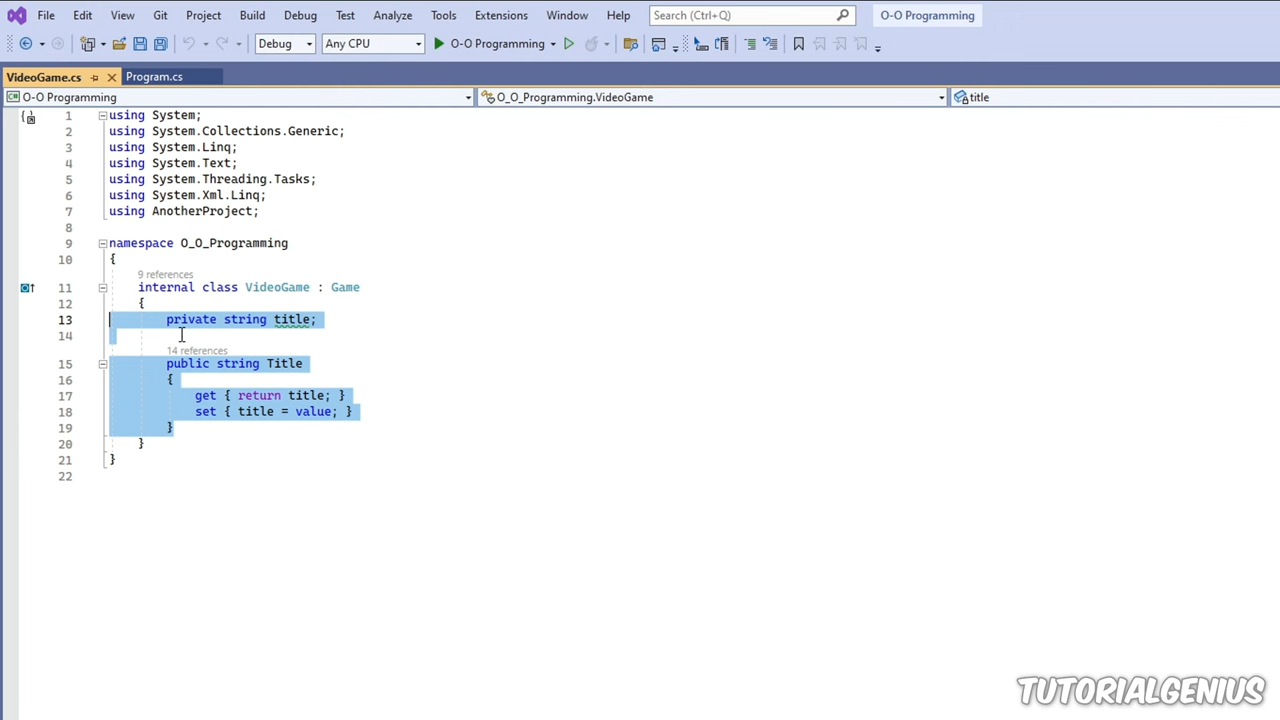 File Edit View Git Project Build Debug Test Analyze Tools Extensions Window Help Search (Ctrl+Q) O-O Programming
Debug Any CPU O-O Programming
VideoGame.cs Program.cs
O-O Programming O_O_Programming.VideoGame title
1 using System;
2 using System.Collections.Generic;
3 using System.Linq;
4 using System.Text;
5 using System.Threading.Tasks;
6 using System.Xml.Linq;
7 using AnotherProject;
8
9 namespace O_O_Programming
10 {
9 references
11 internal class VideoGame : Game
12 {
13 private string title;
14
14 references
15 public string Title
16 {
17 get { return title; }
18 set { title = value; }
19 }
20 }
21 }
22
TUTORIALGENIUS